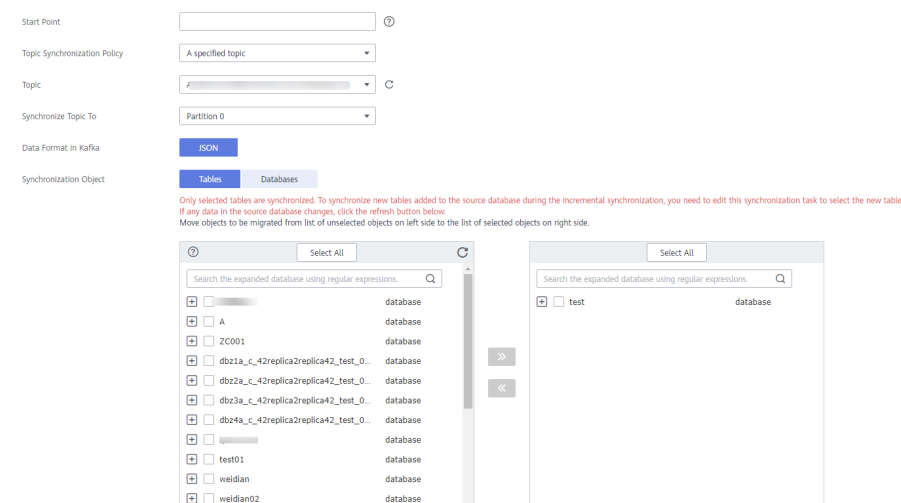 Start Point
Topic Synchronization Policy
A specified topic
Topic
Synchronize Topic To
Partition 0
Data Format in Kafka
JSON
Synchronization Object
Tables
Databases
Only selected tables are synchronized. To synchronize new tables added to the source database during the incremental synchronization, you need to edit this synchronization task to select the new table
If any data in the source database changes, click the refresh button below.
Move objects to be migrated from list of unselected objects on left side to the list of selected objects on right side.
Select All
Search the expanded database using regular expressions.
database
A database
ZC001 database
dbz1a_c_42replica2replica42_test_0... database
dbz2a_c_42replica2replica42_test_0... database
dbz3a_c_42replica2replica42_test_0... database
dbz4a_c_42replica2replica42_test_0... database
database
test01 database
weidian database
weidian02 database
Select All
Search the expanded database using regular expressions.
test database